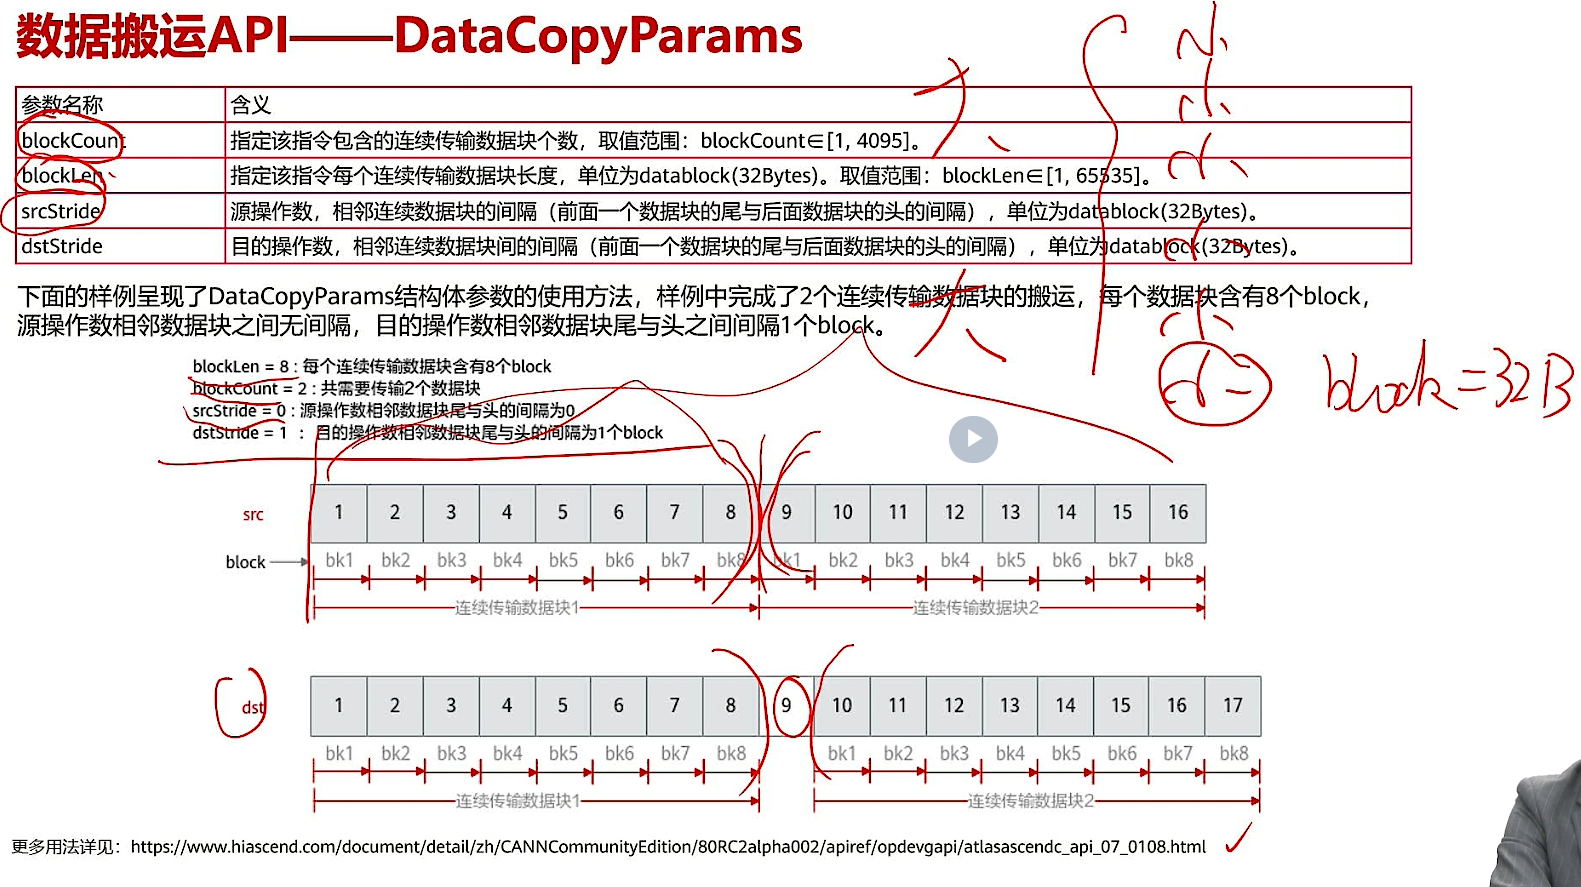 数据搬运API——DataCopyParams
参数名称 含义
blockCount 指定该指令包含的连续传输数据块个数，取值范围：blockCount∈[1, 4095]。
blockLen 指定该指令每个连续传输数据块长度，单位为datablock(32Bytes)。取值范围：blockLen∈[1, 65535]。
srcStride 源操作数，相邻连续数据块的间隔（前面一个数据块的尾与后面数据块的头的间隔），单位为datablock(32Bytes)。
dstStride 目的操作数，相邻连续数据块间的间隔（前面一个数据块的尾与后面数据块的头的间隔），单位为datablock(32Bytes)。
下面的样例呈现了DataCopyParams结构体参数的使用方法，样例中完成了2个连续传输数据块的搬运，每个数据块含有8个block，
源操作数相邻数据块之间无间隔，目的操作数相邻数据块尾与头之间间隔1个block。
block=32B
blockLen = 8 : 每个连续传输数据块含有8个block
blockCount = 2 : 共需要传输2个数据块
srcStride = 0 : 源操作数相邻数据块尾与头的间隔为0
dstStride = 1 ： 目的操作数相邻数据块尾与头的间隔为1个block
src 1 2 3 4 5 6 7 8 9 10 11 12 13 14 15 16
block bk1 bk2 bk3 bk4 bk5 bk6 bk7 bk8 bk1 bk2 bk3 bk4 bk5 bk6 bk7 bk8
连续传输数据块1 连续传输数据块2
dst 1 2 3 4 5 6 7 8 9 10 11 12 13 14 15 16 17
bk1 bk2 bk3 bk4 bk5 bk6 bk7 bk8 bk1 bk2 bk3 bk4 bk5 bk6 bk7 bk8
连续传输数据块1 连续传输数据块2
更多用法详见：https://www.hiascend.com/document/detail/zh/CANNCommunityEdition/80RC2alpha002/apiref/opdevgapi/atlasascendc_api_07_0108.html